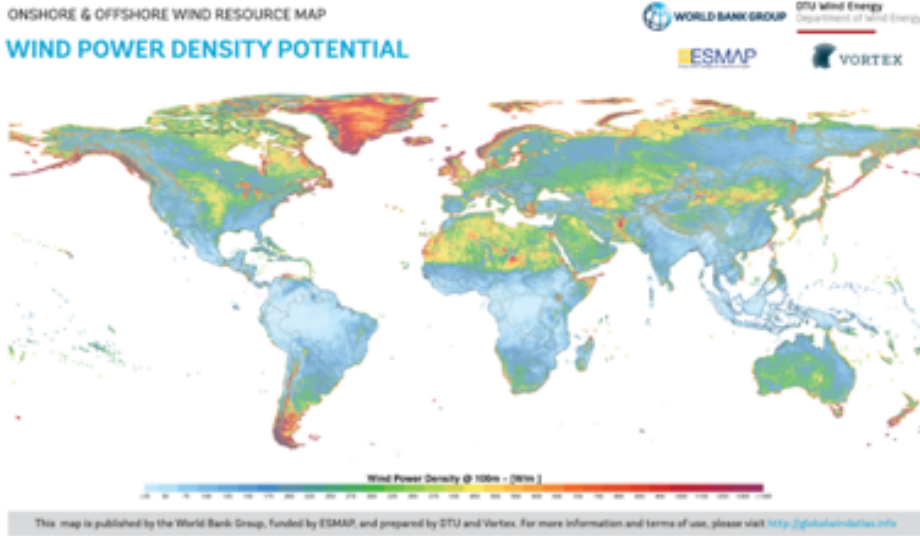 ONSHORE & OFFSHORE WIND RESOURCE MAP
WIND POWER DENSITY POTENTIAL
WORLD BANK GROUP
DTU Wind Energy
Department of Wind Energy
ESMAP
VORTEX
Wind Power Density @ 100m - [W/m ]
This map is published by the World Bank Group, funded by ESMAP, and prepared by DTU and Vortex. For more information and terms of use, please visit http://globalwindatlas.info